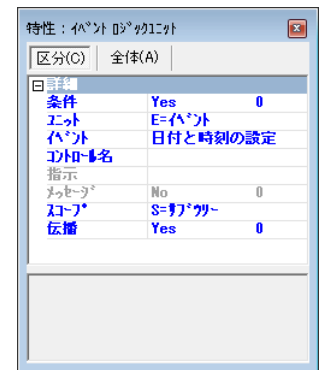 特性：ｲﾍﾞﾝﾄ ﾛｼﾞｯｸﾕﾆｯﾄ
区分(C) 全体(A)
詳細
条件 Yes 0
ﾕﾆｯﾄ E=ｲﾍﾞﾝﾄ
ｲﾍﾞﾝﾄ 日付と時刻の設定
ｺﾝﾄﾛｰﾙ名
指示
ﾒｯｾｰｼﾞ No 0
ｽｺｰﾌﾟ S=ｻﾌﾞﾂﾘｰ
伝播 Yes 0